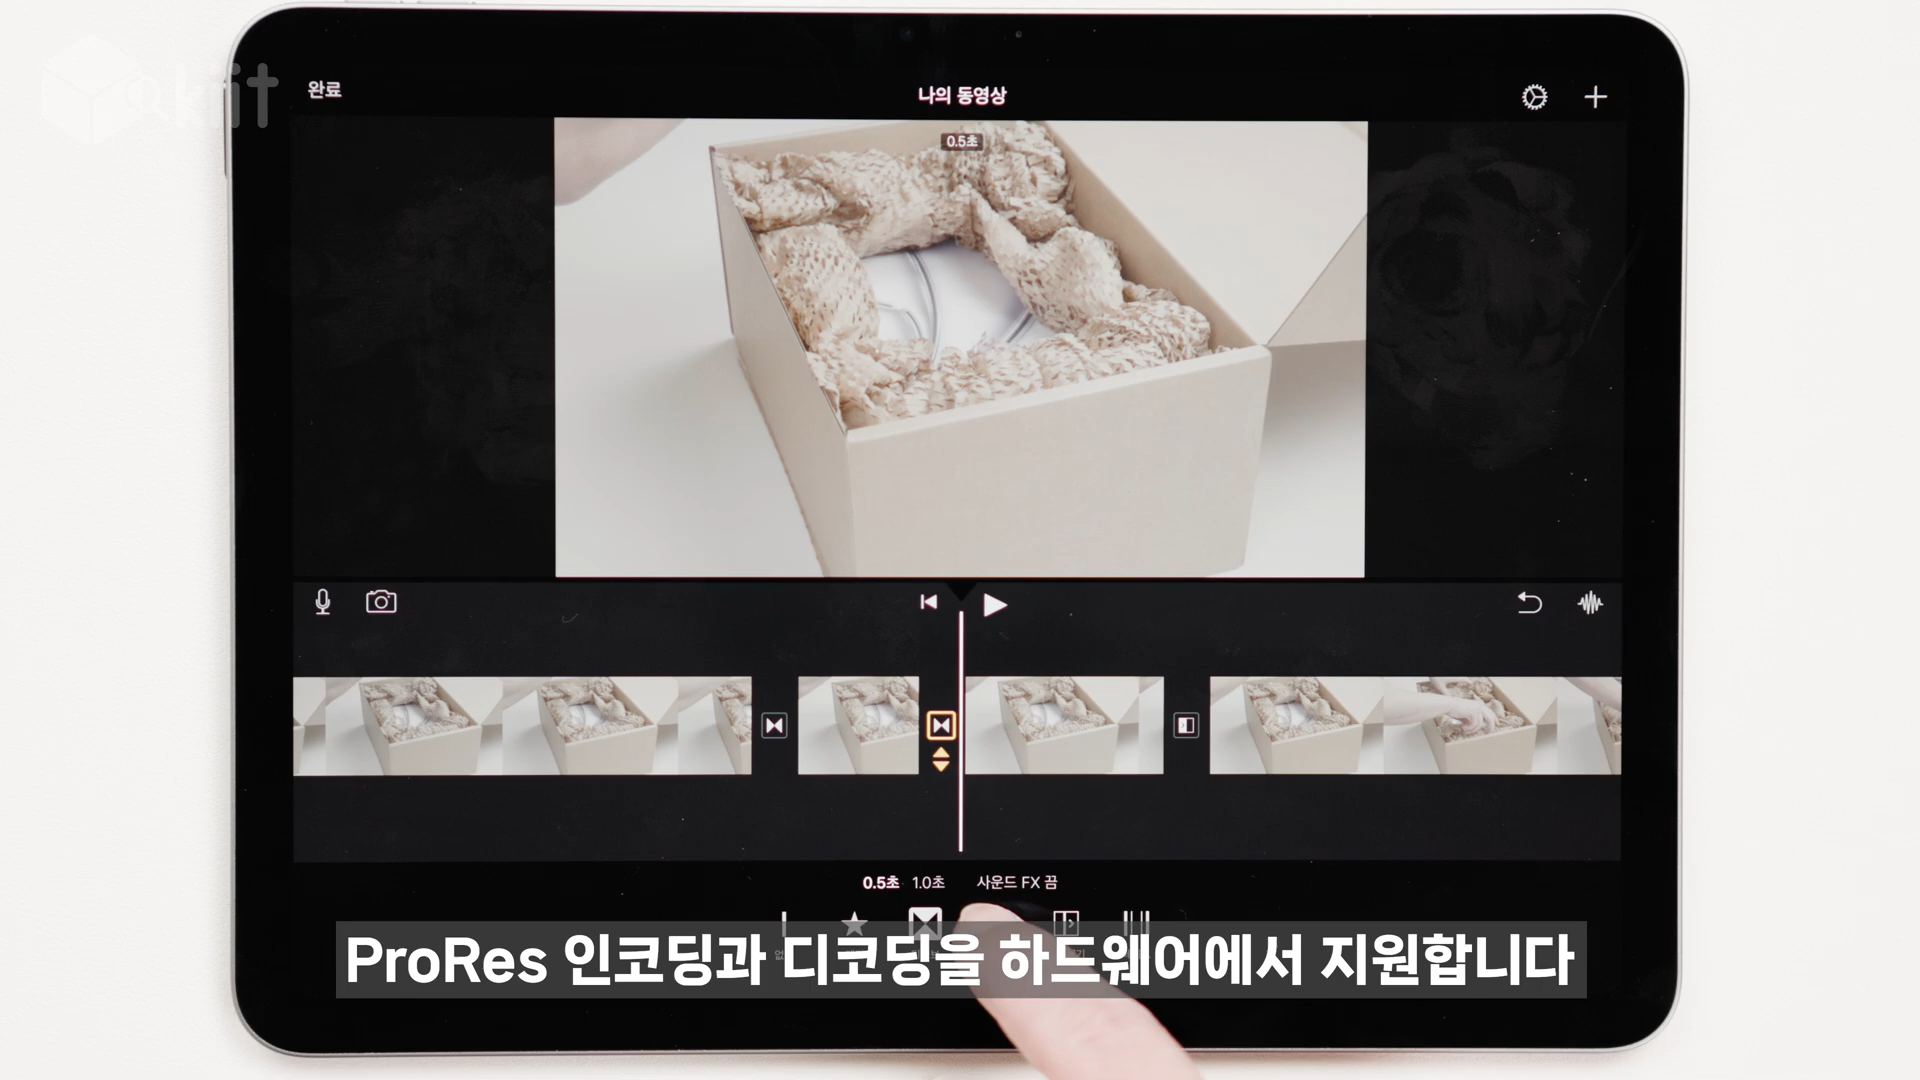 완료
나의 동영상
0.5초
0.5초 1.0초 사운드 FX 끔
ProRes 인코딩과 디코딩을 하드웨어에서 지원합니다